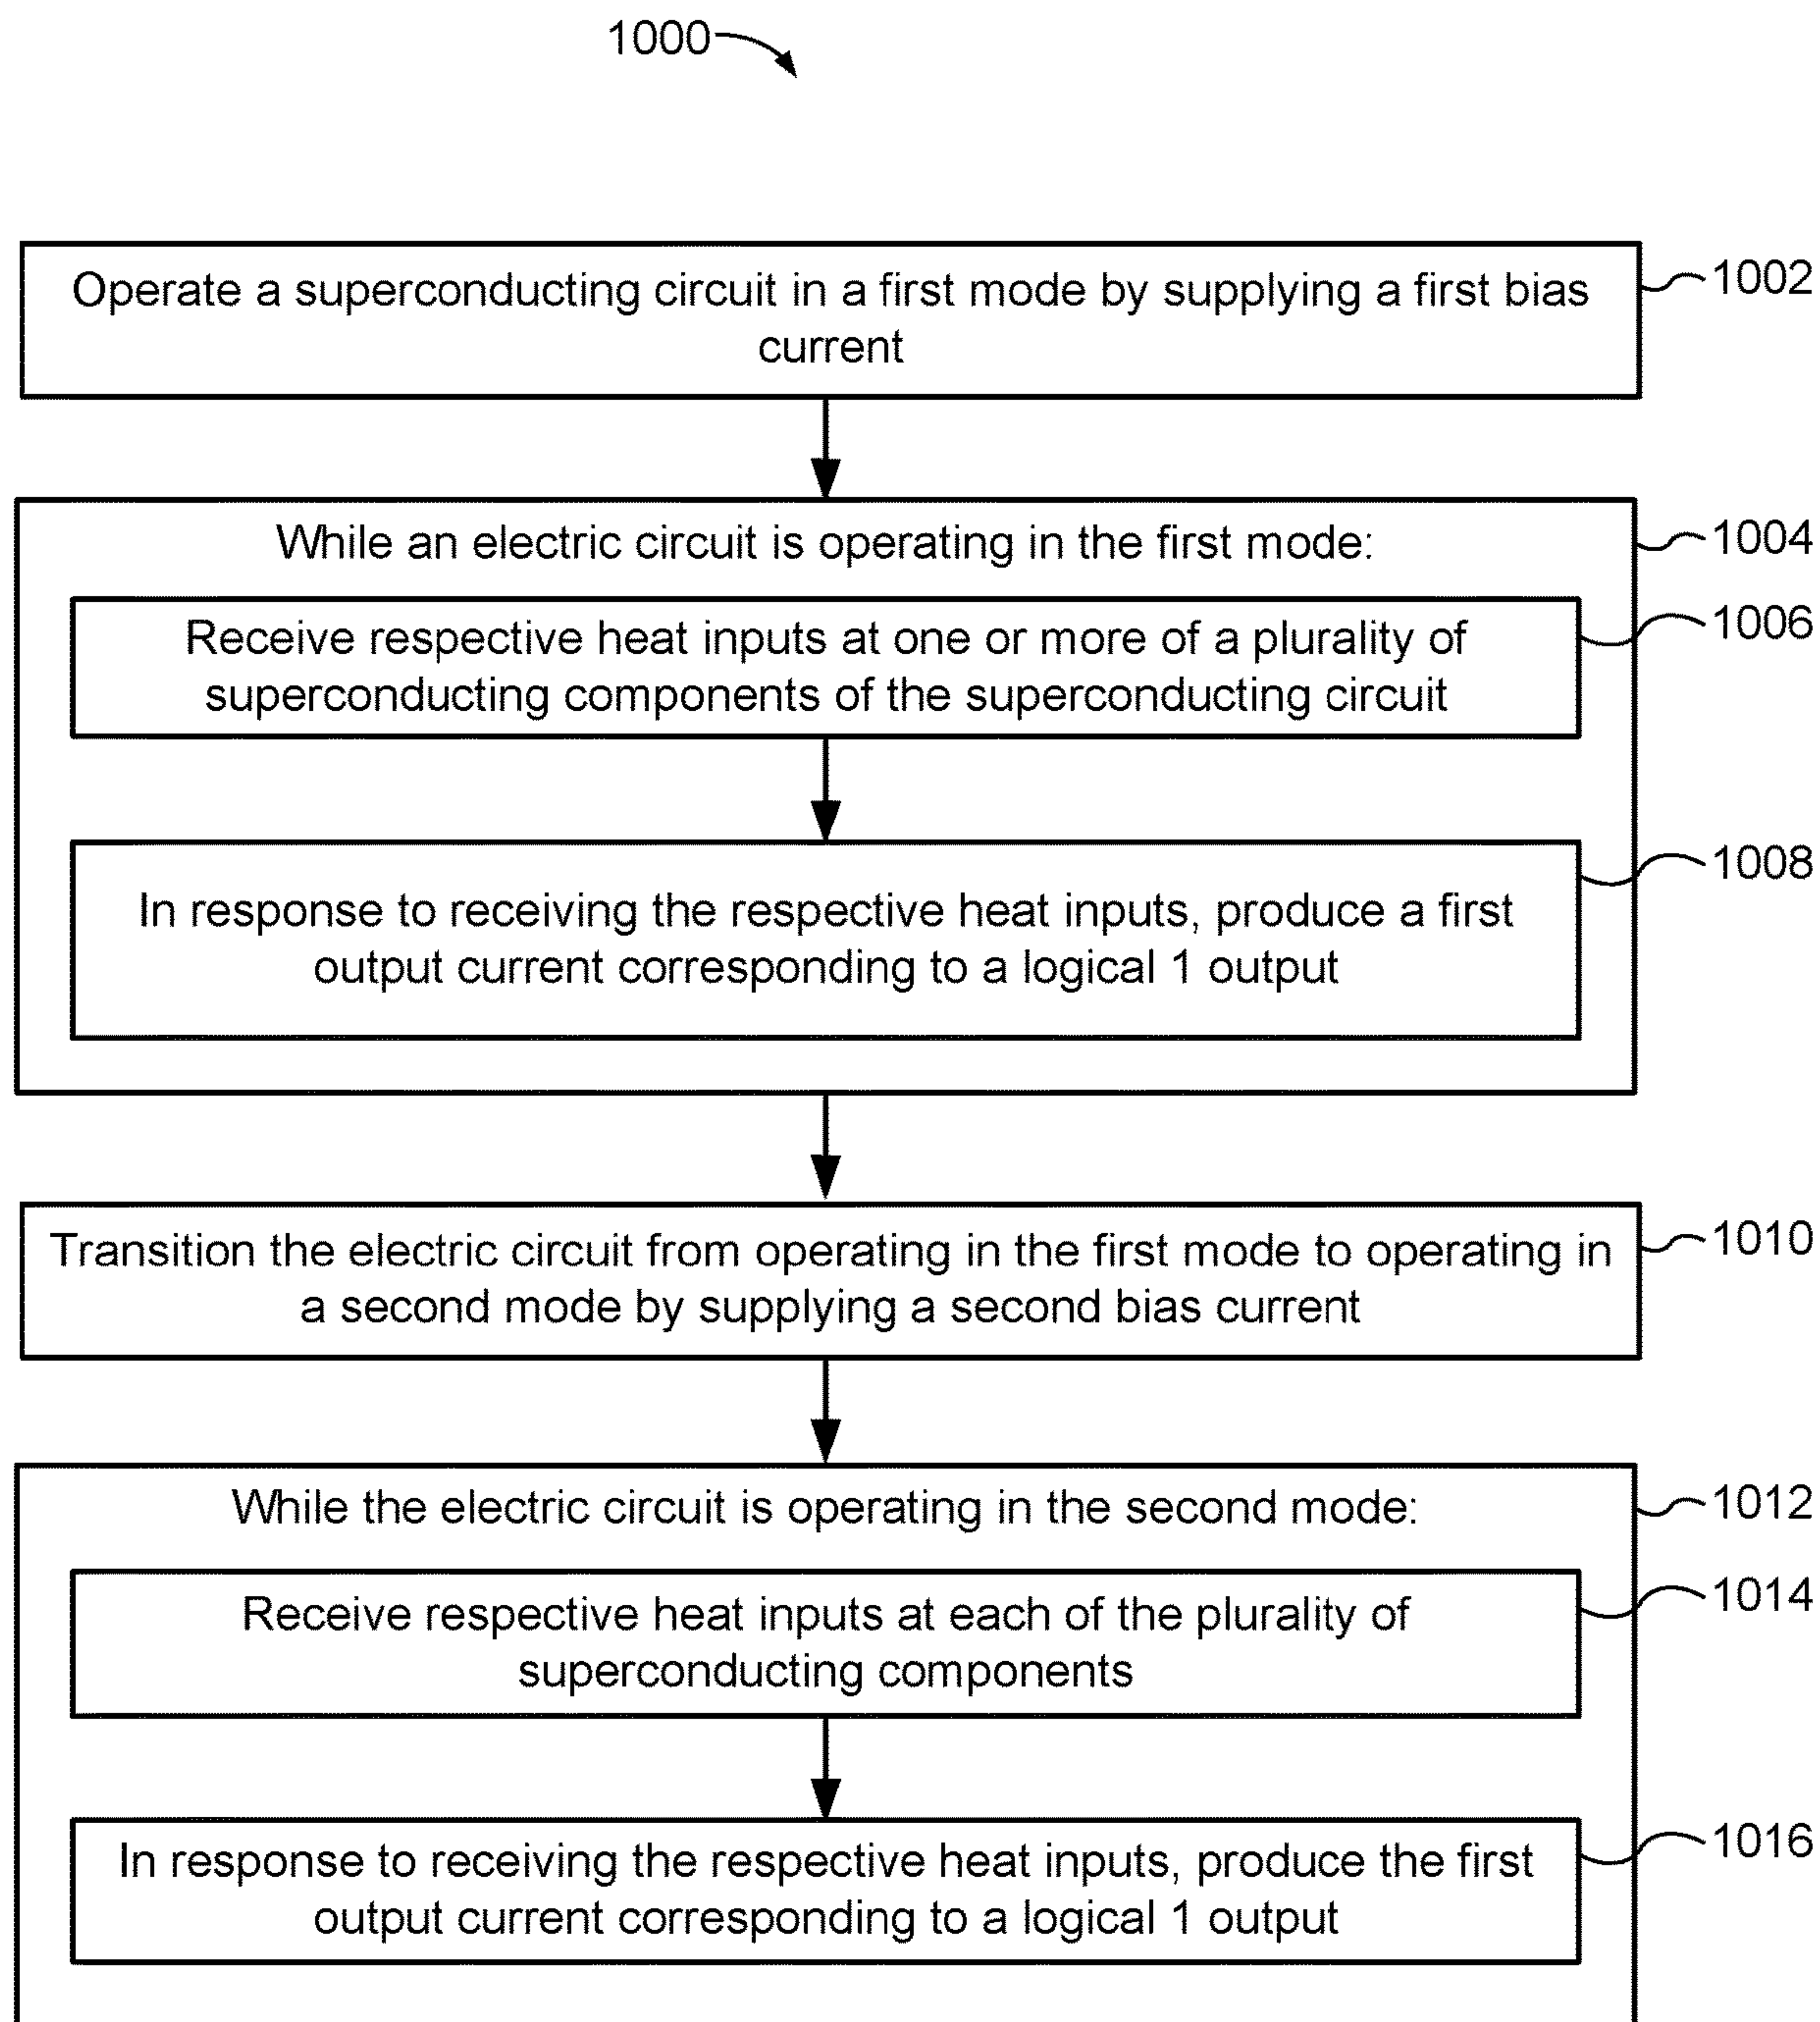 1000
Operate a superconducting circuit in a first mode by supplying a first bias
current
1002
While an electric circuit is operating in the first mode:
1004
Receive respective heat inputs at one or more of a plurality of
superconducting components of the superconducting circuit
1006
In response to receiving the respective heat inputs, produce a first
output current corresponding to a logical 1 output
1008
Transition the electric circuit from operating in the first mode to operating in
a second mode by supplying a second bias current
1010
While the electric circuit is operating in the second mode:
1012
Receive respective heat inputs at each of the plurality of
superconducting components
1014
In response to receiving the respective heat inputs, produce the first
output current corresponding to a logical 1 output
1016